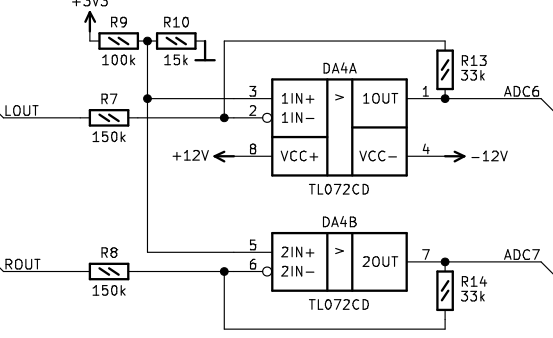 +3V3
R9 R10
100k 15k
R13
33k
DA4A
3 1IN+ > 1OUT 1 ADC6
LOUT R7 2 1IN-
150k
+12V 8 VCC+ VCC- 4 -12V
TL072CD
DA4B
5 2IN+ > 2OUT 7 ADC7
ROUT R8 6 2IN-
150k
R14
33k
TL072CD